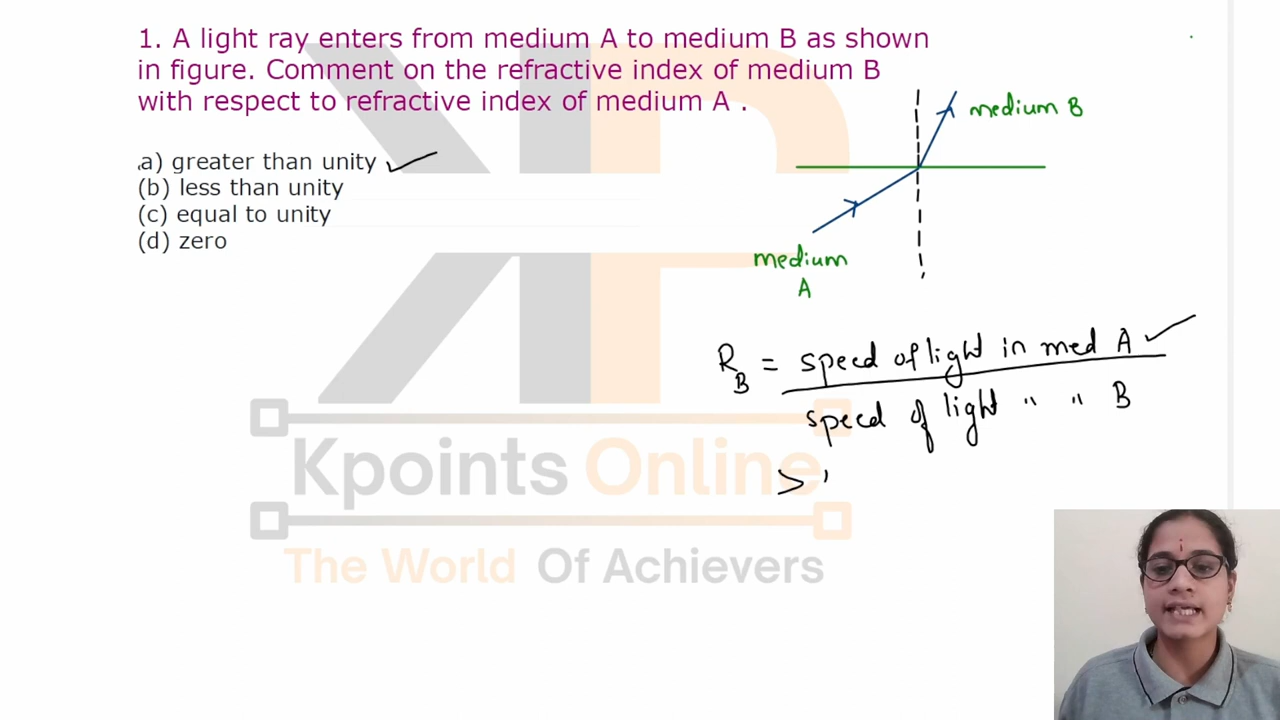 1. A light ray enters from medium A to medium B as shown
in figure. Comment on the refractive index of medium B
with respect to refractive index of medium A .
a) greater than unity ✓
(b) less than unity
(c) equal to unity
(d) zero
medium B
medium
A
R_B = speed of light in med A ✓
speed of light " " B
> 1
Kpoints Online
The World Of Achievers